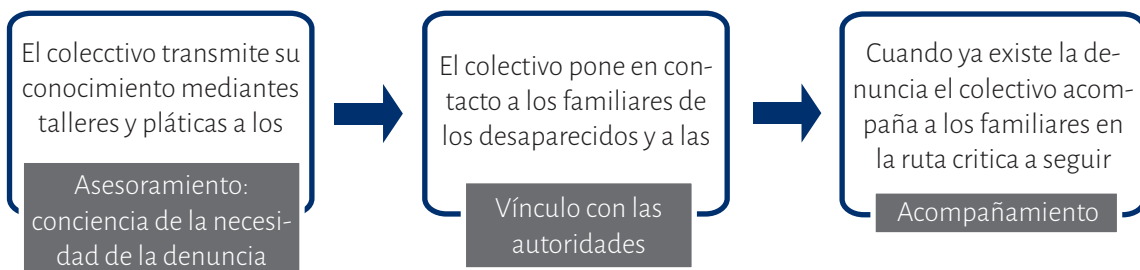 El colecctivo transmite su
conocimiento mediantes
talleres y pláticas a los
Asesoramiento:
conciencia de la necesi-
dad de la denuncia
El colectivo pone en con-
tacto a los familiares de
los desaparecidos y a las
Vínculo con las
autoridades
Cuando ya existe la de-
nuncia el colectivo acom-
paña a los familiares en
la ruta critica a seguir
Acompañamiento